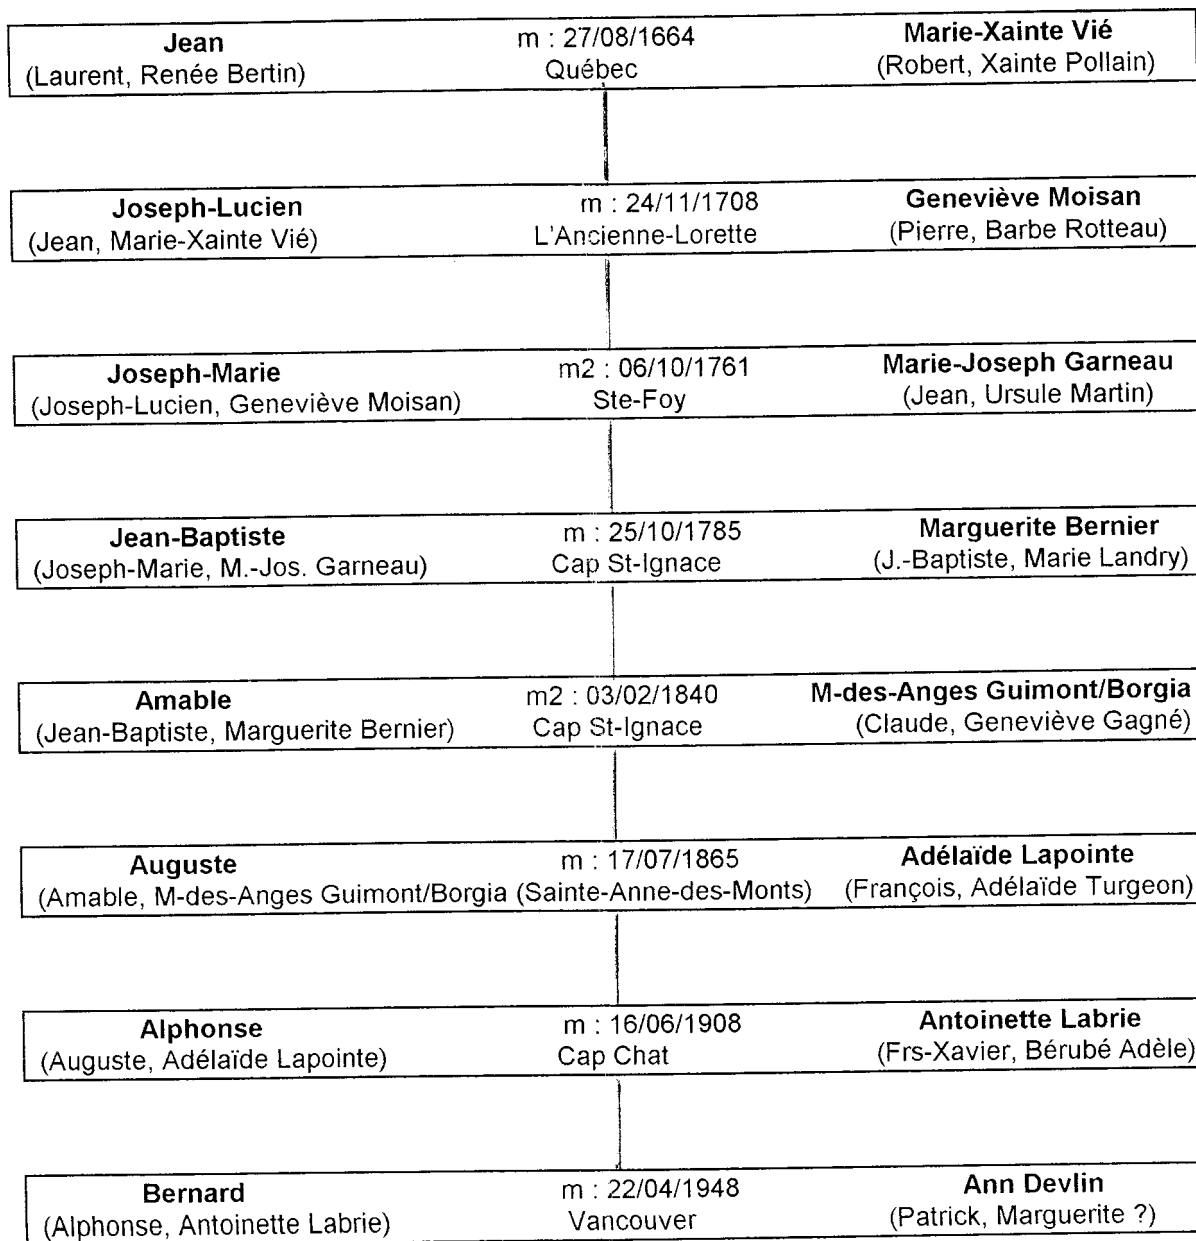 Jean m : 27/08/1664 Marie-Xainte Vié
(Laurent, Renée Bertin) Québec (Robert, Xainte Pollain)
Joseph-Lucien m : 24/11/1708 Geneviève Moisan
(Jean, Marie-Xainte Vié) L'Ancienne-Lorette (Pierre, Barbe Rotteau)
Joseph-Marie m2 : 06/10/1761 Marie-Joseph Garneau
(Joseph-Lucien, Geneviève Moisan) Ste-Foy (Jean, Ursule Martin)
Jean-Baptiste m : 25/10/1785 Marguerite Bernier
(Joseph-Marie, M.-Jos. Garneau) Cap St-Ignace (J.-Baptiste, Marie Landry)
Amable m2 : 03/02/1840 M-des-Anges Guimont/Borgia
(Jean-Baptiste, Marguerite Bernier) Cap St-Ignace (Claude, Geneviève Gagné)
Auguste m : 17/07/1865 Adélaïde Lapointe
(Amable, M-des-Anges Guimont/Borgia (Sainte-Anne-des-Monts) (François, Adélaïde Turgeon)
Alphonse m : 16/06/1908 Antoinette Labrie
(Auguste, Adélaïde Lapointe) Cap Chat (Frs-Xavier, Bérubé Adèle)
Bernard m : 22/04/1948 Ann Devlin
(Alphonse, Antoinette Labrie) Vancouver (Patrick, Marguerite ?)